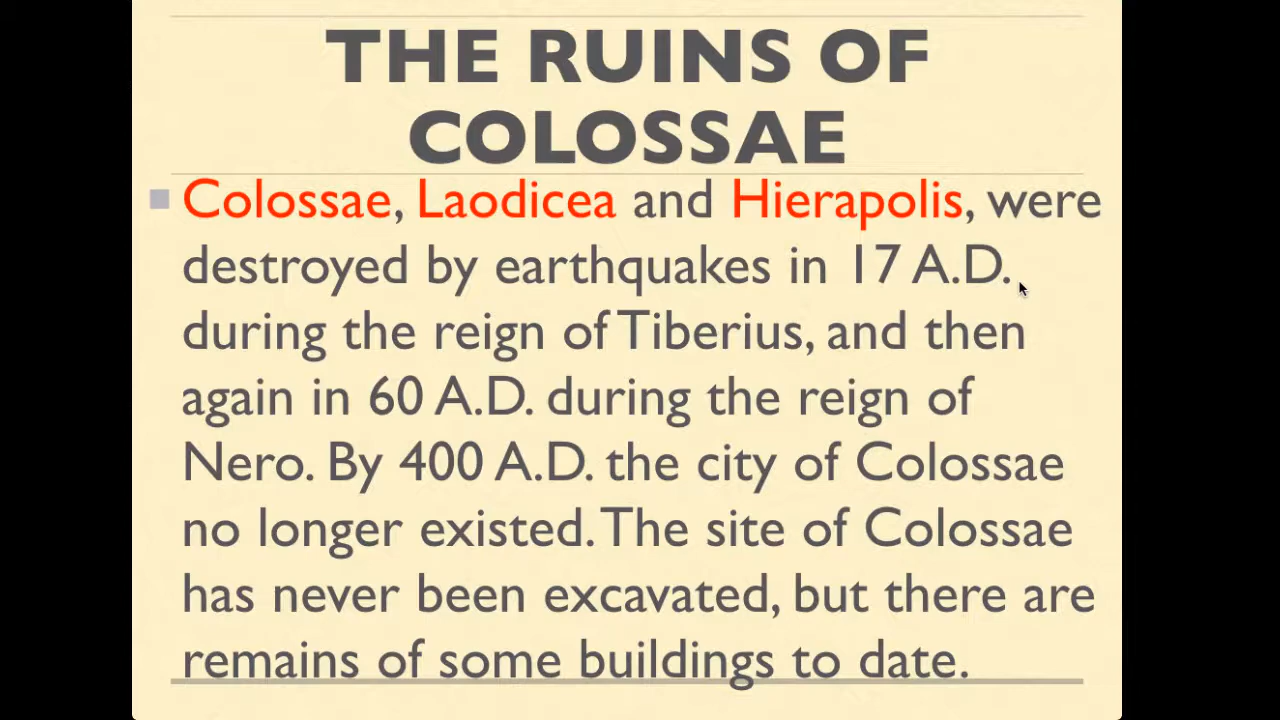 THE RUINS OF
COLOSSAE
Colossae, Laodicea and Hierapolis, were
destroyed by earthquakes in 17 A.D.
during the reign of Tiberius, and then
again in 60 A.D. during the reign of
Nero. By 400 A.D. the city of Colossae
no longer existed. The site of Colossae
has never been excavated, but there are
remains of some buildings to date.